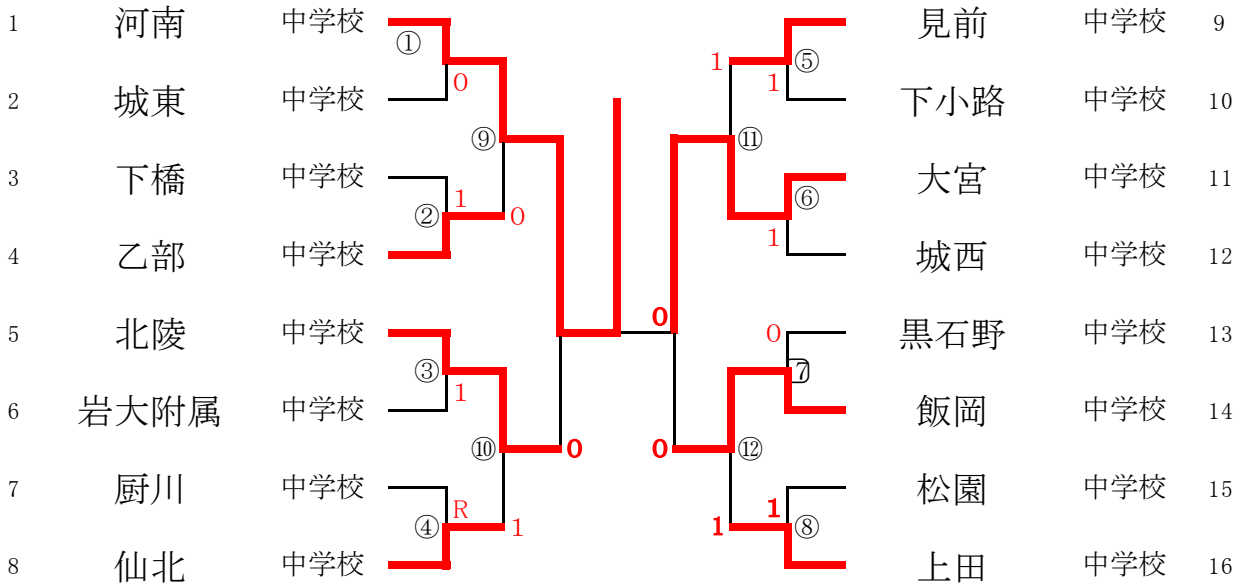 1 河南 中学校 ① 見前 中学校 9
1 ⑤
0 1
2 城東 中学校 下小路 中学校 10
⑨ ⑪
3 下橋 中学校 大宮 中学校 11
1 ⑥
② 0 1
4 乙部 中学校 城西 中学校 12
0
5 北陵 中学校 0 黒石野 中学校 13
③ 7
1
6 岩大附属 中学校 飯岡 中学校 14
⑩ 0 0 ⑫
7 厨川 中学校 松園 中学校 15
R 1
④ 1 1 ⑧
8 仙北 中学校 上田 中学校 16